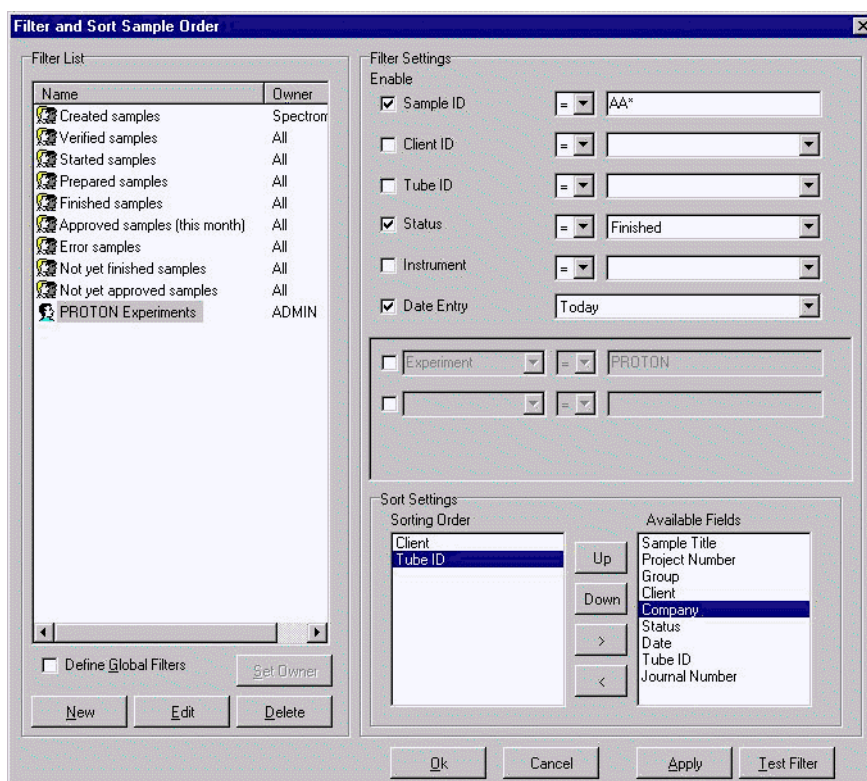 Filter and Sort Sample Order
Filter List
Name Owner
Created samples Spectrom
Verified samples All
Started samples All
Prepared samples All
Finished samples All
Approved samples (this month) All
Error samples All
Not yet finished samples All
Not yet approved samples All
PROTON Experiments ADMIN
Define Global Filters Set Owner
New Edit Delete
Filter Settings
Enable
Sample ID = AA*
Client ID =
Tube ID =
Status = Finished
Instrument =
Date Entry Today
Experiment = PROTON
=
Sort Settings
Sorting Order
Client
Tube ID
Up
Down
>
<
Available Fields
Sample Title
Project Number
Group
Client
Company
Status
Date
Tube ID
Journal Number
Ok Cancel Apply Test Filter